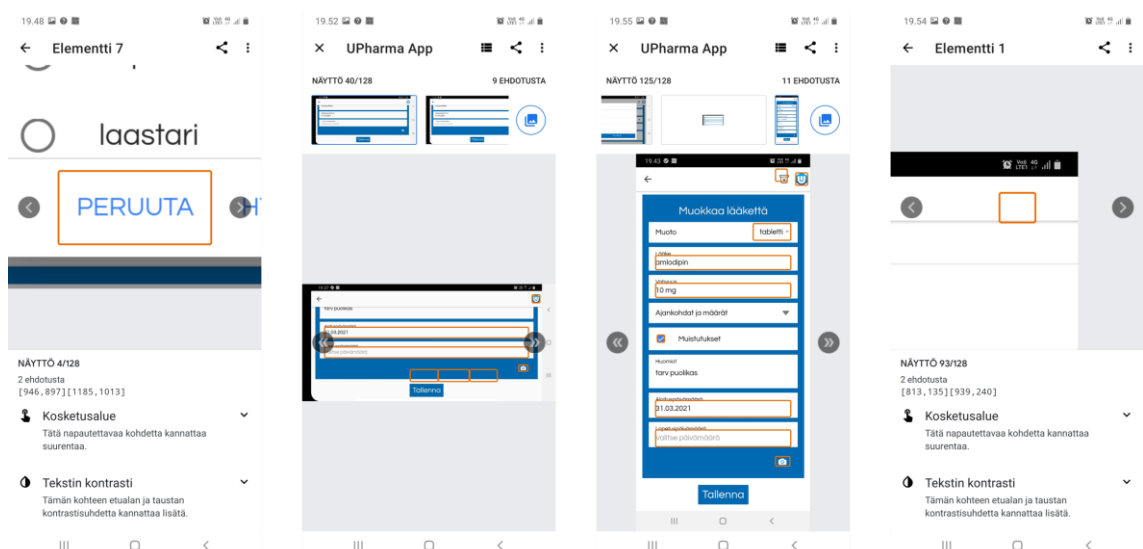 19.48
Elementti 7
laastari
PERUUTA
NÄYTTÖ 4/128
2 ehdotusta
[946,897][1185,1013]
Kosketusalue
Tätä napautettavaa kohdetta kannattaa
suurentaa.
Tekstin kontrasti
Tämän kohteen etualan ja taustan
kontrastisuhdetta kannattaa lisätä.
19.52
UPharma App
NÄYTTÖ 40/128
9 EHDOTUSTA
tarv puolikas
31.03.2021
Valitse päivämäärä
Tallenna
19.55
UPharma App
NÄYTTÖ 125/128
11 EHDOTUSTA
19.43
Muokkaa lääkettä
Muoto
tabletti
Lääke
amlodipin
Vahvuus
10 mg
Ajankohdat ja määrät
Muistutukset
Huomiot
tarv puolikas
Aloituspäivämäärä
31.03.2021
Lopetuspäivämäärä
Valitse päivämäärä
Tallenna
19.54
Elementti 1
NÄYTTÖ 93/128
2 ehdotusta
[813,135][939,240]
Kosketusalue
Tätä napautettavaa kohdetta kannattaa
suurentaa.
Tekstin kontrasti
Tämän kohteen etualan ja taustan
kontrastisuhdetta kannattaa lisätä.